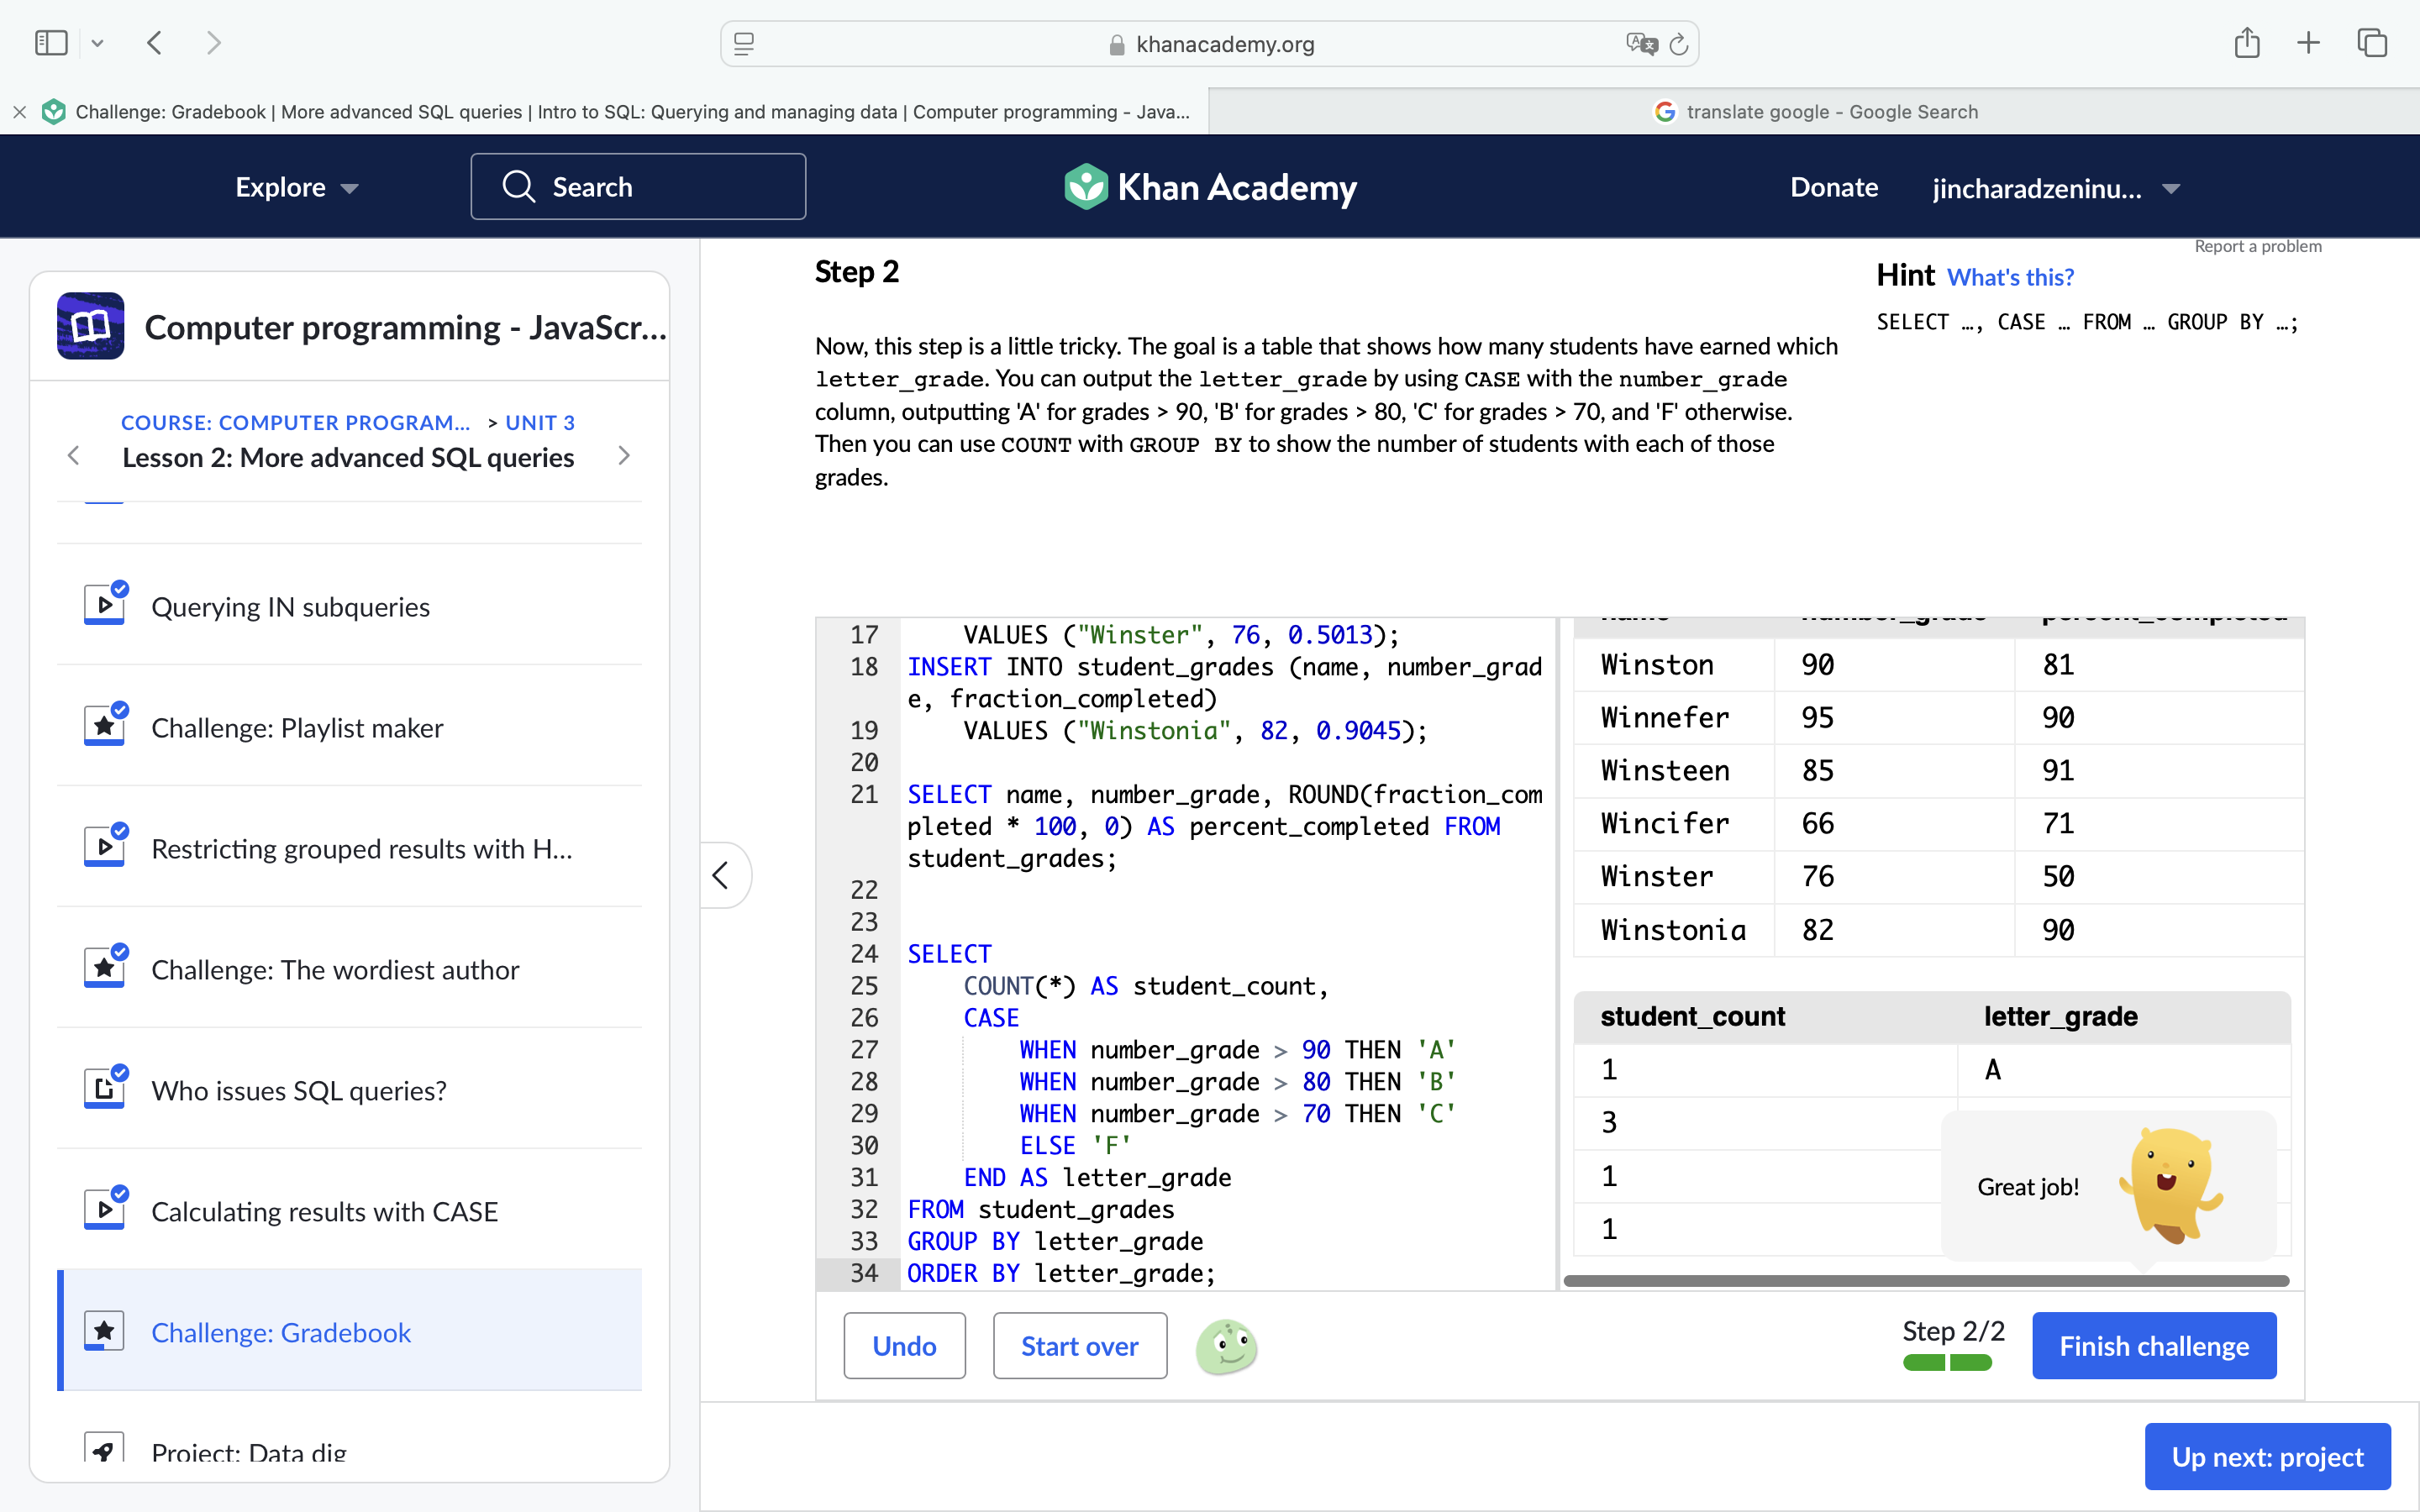 khanacademy.org
Challenge: Gradebook | More advanced SQL queries | Intro to SQL: Querying and managing data | Computer programming - Java...
translate google - Google Search
Explore
Search
Khan Academy
Donate
jincharadzeninu...
Computer programming - JavaScr...
COURSE: COMPUTER PROGRAM... > UNIT 3
Lesson 2: More advanced SQL queries
Querying IN subqueries
Challenge: Playlist maker
Restricting grouped results with H...
Challenge: The wordiest author
Who issues SQL queries?
Calculating results with CASE
Challenge: Gradebook
Project: Data dig
Report a problem
Step 2
Now, this step is a little tricky. The goal is a table that shows how many students have earned which
letter_grade. You can output the letter_grade by using CASE with the number_grade
column, outputting 'A' for grades > 90, 'B' for grades > 80, 'C' for grades > 70, and 'F' otherwise.
Then you can use COUNT with GROUP BY to show the number of students with each of those
grades.
Hint What's this?
SELECT …, CASE … FROM … GROUP BY …;
17 VALUES ("Winster", 76, 0.5013);
18 INSERT INTO student_grades (name, number_grad
e, fraction_completed)
19 VALUES ("Winstonia", 82, 0.9045);
20
21 SELECT name, number_grade, ROUND(fraction_com
pleted * 100, 0) AS percent_completed FROM
student_grades;
22
23
24 SELECT
25 COUNT(*) AS student_count,
26 CASE
27 WHEN number_grade > 90 THEN 'A'
28 WHEN number_grade > 80 THEN 'B'
29 WHEN number_grade > 70 THEN 'C'
30 ELSE 'F'
31 END AS letter_grade
32 FROM student_grades
33 GROUP BY letter_grade
34 ORDER BY letter_grade;
name number_grade percent_completed
Winston 90 81
Winnefer 95 90
Winsteen 85 91
Wincifer 66 71
Winster 76 50
Winstonia 82 90
student_count letter_grade
1 A
3
1
1
Great job!
Undo
Start over
Step 2/2
Finish challenge
Up next: project